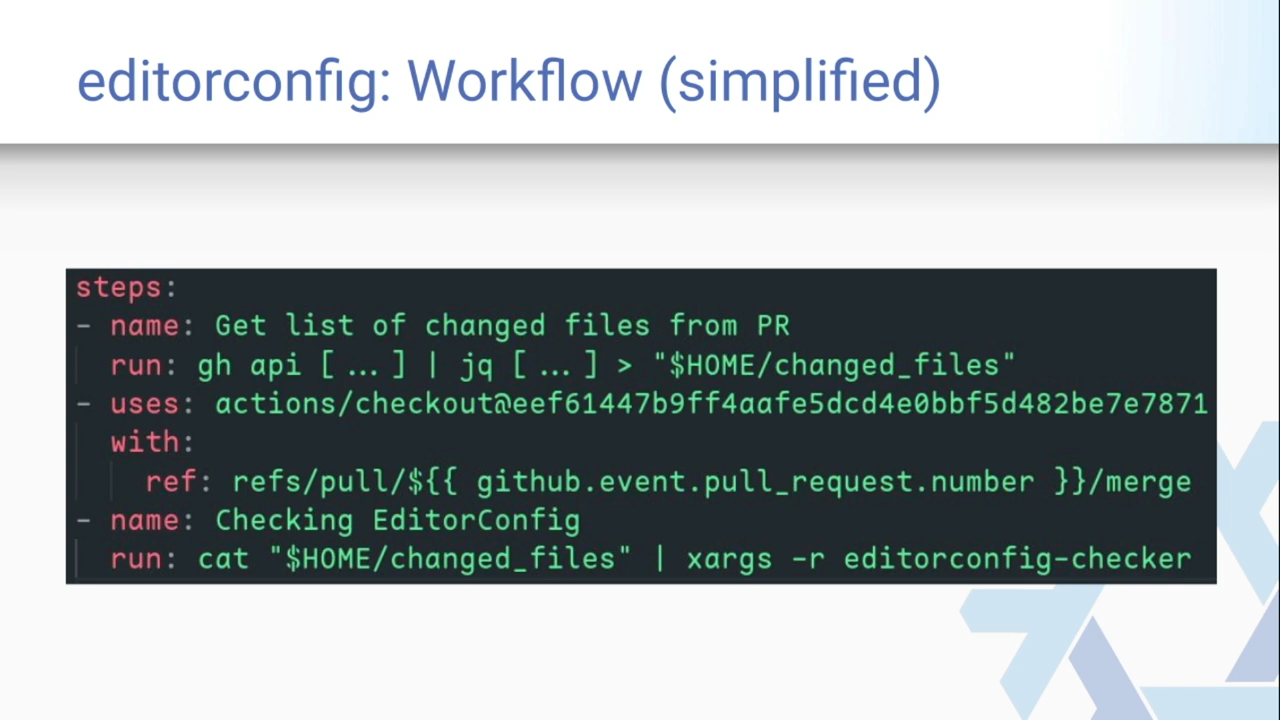 editorconfig: Workflow (simplified)
steps:
- name: Get list of changed files from PR
  run: gh api [ ... ] | jq [ ... ] > "$HOME/changed_files"
- uses: actions/checkout@eef61447b9ff4aafe5dcd4e0bbf5d482be7e7871
  with:
    ref: refs/pull/${{ github.event.pull_request.number }}/merge
- name: Checking EditorConfig
  run: cat "$HOME/changed_files" | xargs -r editorconfig-checker